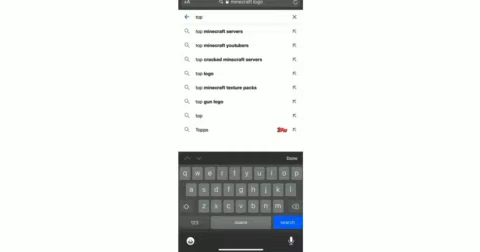 AA minecraft logo
top
top minecraft servers
top minecraft youtubers
top cracked minecraft servers
top logo
top minecraft texture packs
top gun logo
top
Topps
Done
q w e r t y u i o p
a s d f g h j k l
z x c v b n m
123 space search